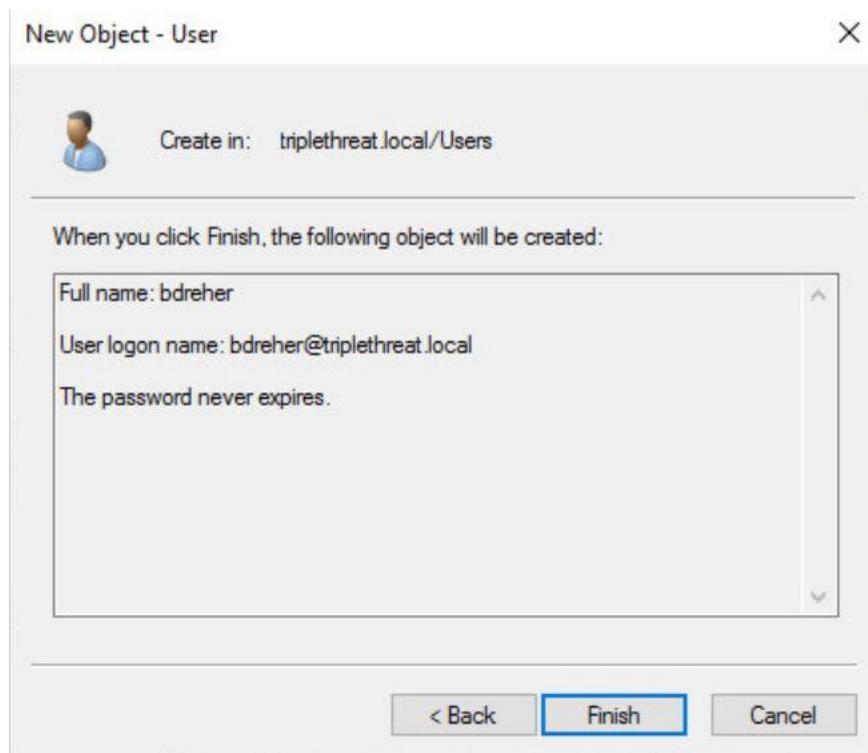 New Object - User
Create in: triplethreat.local/Users
When you click Finish, the following object will be created:
Full name: bdreher
User logon name: bdreher@triplethreat.local
The password never expires.
< Back Finish Cancel